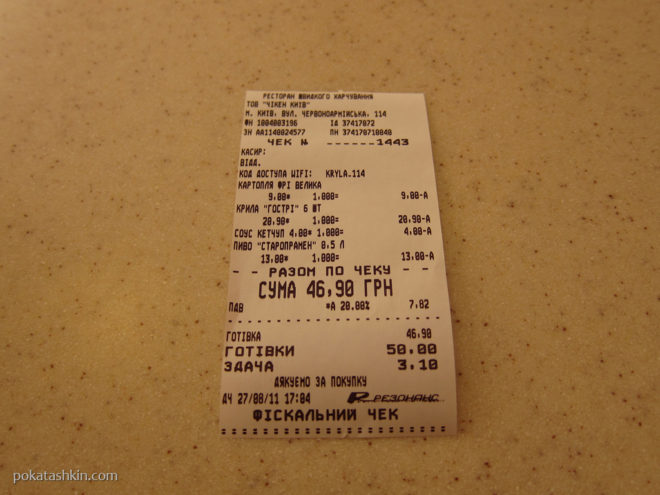 РЕСТОРАН ШВИДКОГО ХАРЧУВАННЯ
ТОВ "ЧІКЕН КИЇВ"
М. КИЇВ, ВУЛ. ЧЕРВОНОАРМІЙСЬКА, 114
ФН 1004003196 ІД 37417872
ЗН АА1140024577 ПН 374178710040
ЧЕК № ------1443
КАСИР:
ВІДД.
КОД ДОСТУПА WIFI: KRYLA.114
КАРТОПЛЯ ФРІ ВЕЛИКА
9,00* 1,000= 9,00-А
КРИЛА "ГОСТРІ" 6 ШТ
20,90* 1,000= 20,90-А
СОУС КЕТЧУП 4,00* 1,000= 4,00-А
ПИВО "СТАРОПРАМЕН" 0.5 Л
13,00* 1,000= 13,00-А
- - РАЗОМ ПО ЧЕКУ - -
СУМА 46,90 ГРН
ПДВ *А 20.00% 7.82
ГОТІВКА 46,90
ГОТІВКИ 50.00
ЗДАЧА 3.10
ДЯКУЄМО ЗА ПОКУПКУ
ДЧ 27/08/11 17:04 РЕЗОНАНС
ФІСКАЛЬНИЙ ЧЕК
pokatashkin.com